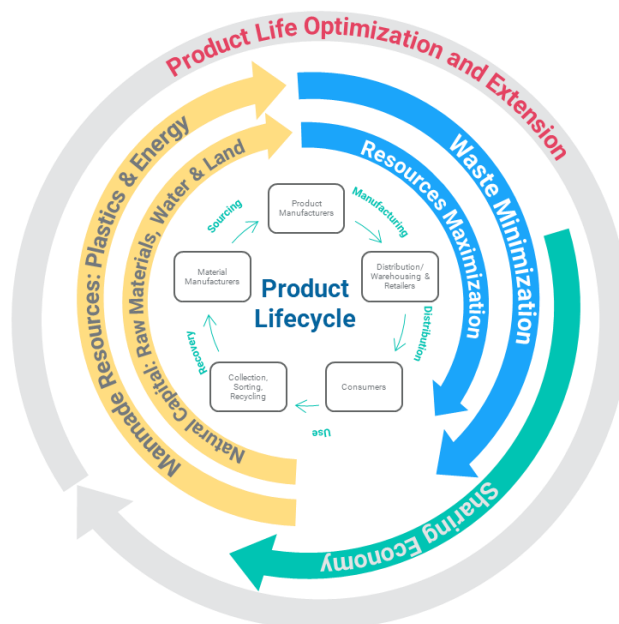 Product Life Optimization and Extension
Manmade Resources: Plastics & Energy
Waste Minimization
Natural Capital: Raw Materials, Water & Land
Resources Maximization
Sharing Economy
Product
Lifecycle
Product
Manufacturers
Manufacturing
Distribution/
Warehousing &
Retailers
Distribution
Consumers
Use
Collection,
Sorting,
Recycling
Recovery
Material
Manufacturers
Sourcing